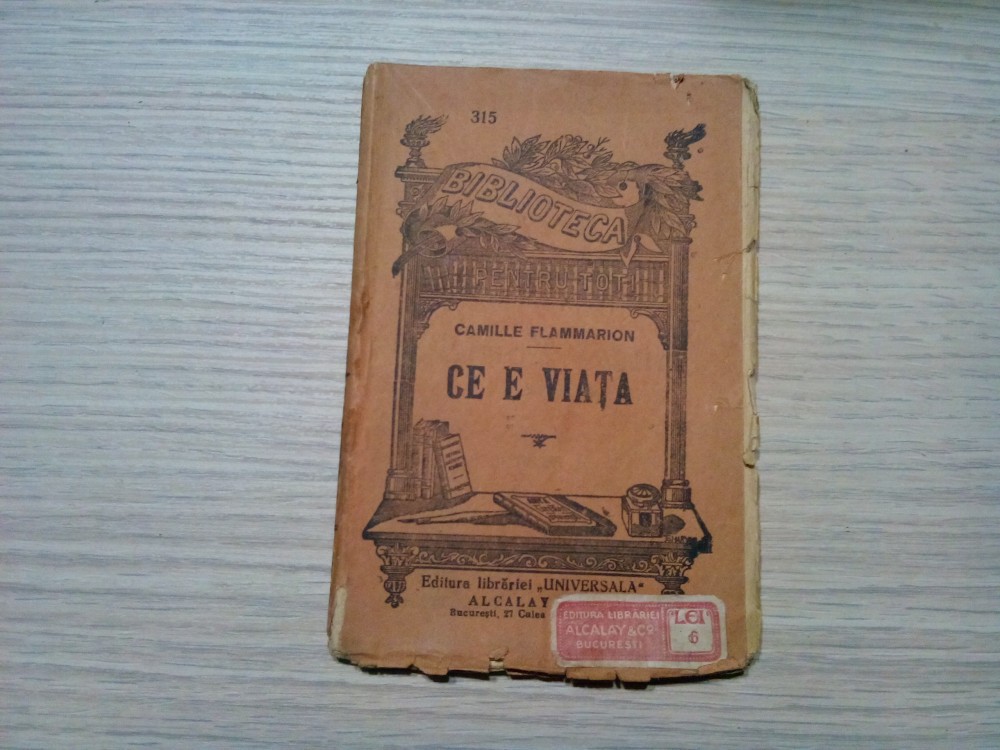 315
BIBLIOTECA
PENTRU TOȚI
CAMILLE FLAMMARION
CE E VIAȚA
Editura librăriei „UNIVERSALA“
ALCALAY
București, 27 Calea
EDITURA LIBRĂRIEI
ALCALAY & Co.
BUCUREȘTI
LEI
6